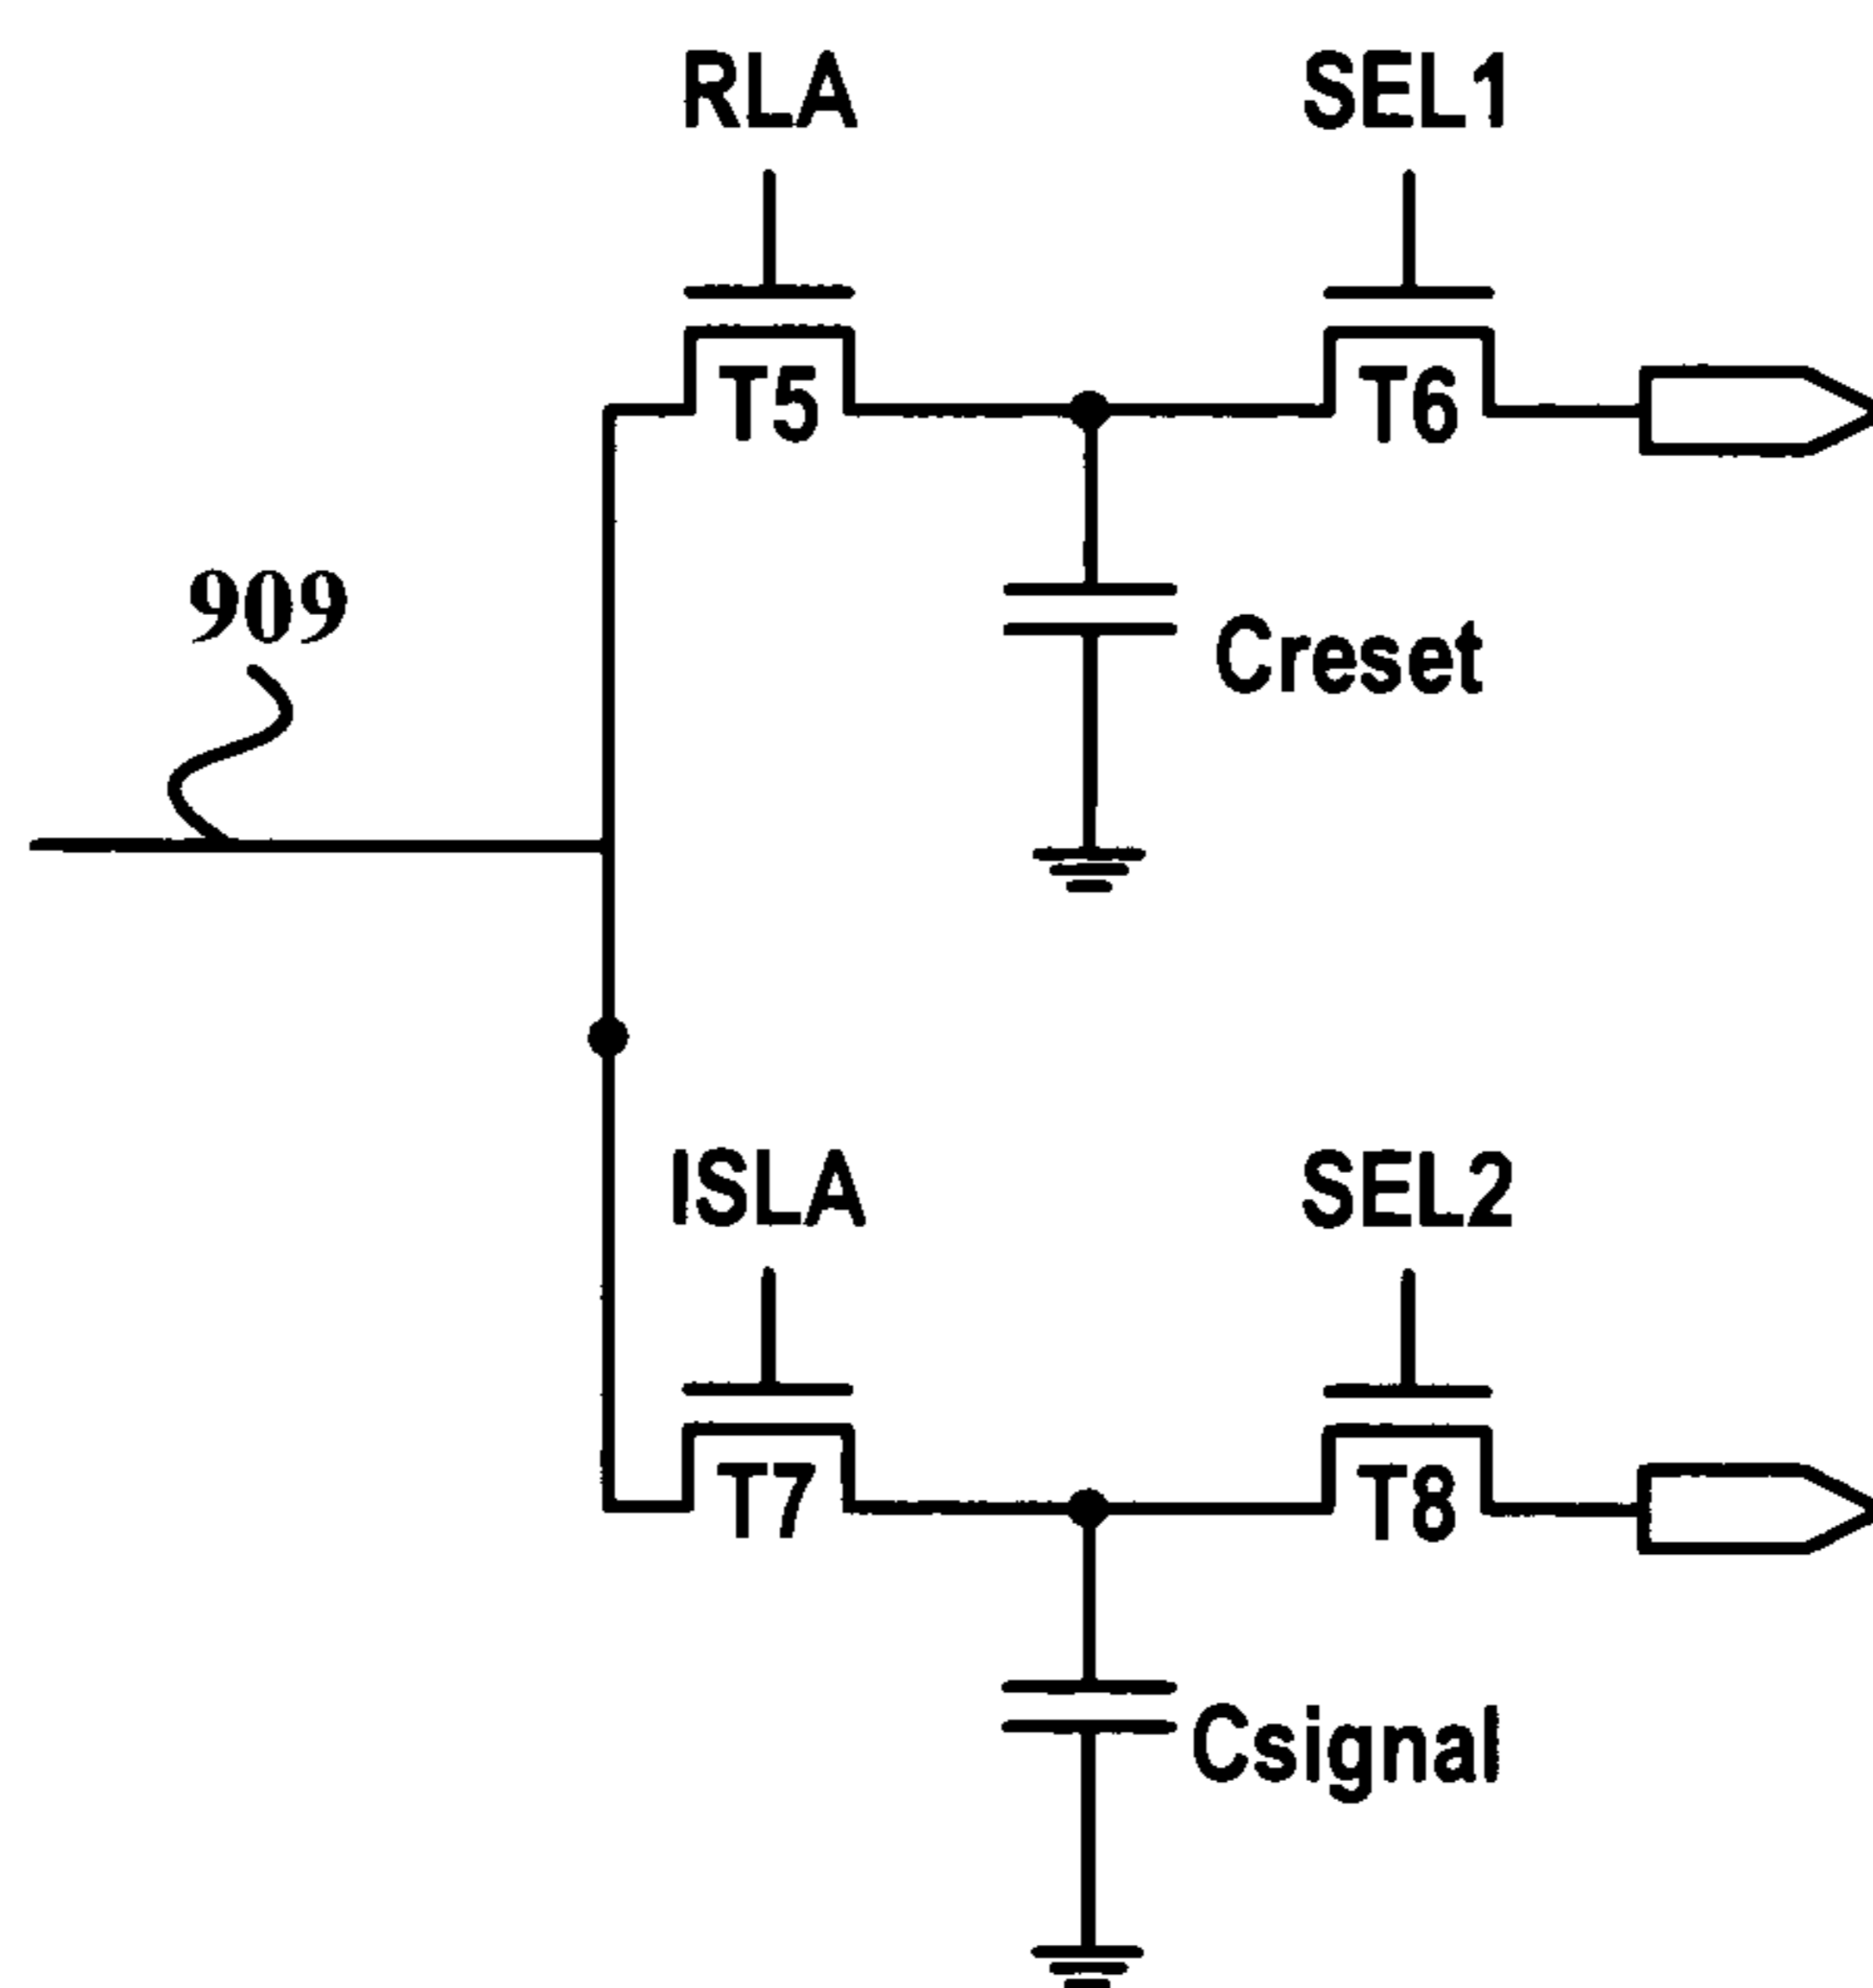 RLA SEL1
T5 T6
909
Creset
ISLA SEL2
T7 T8
Csignal